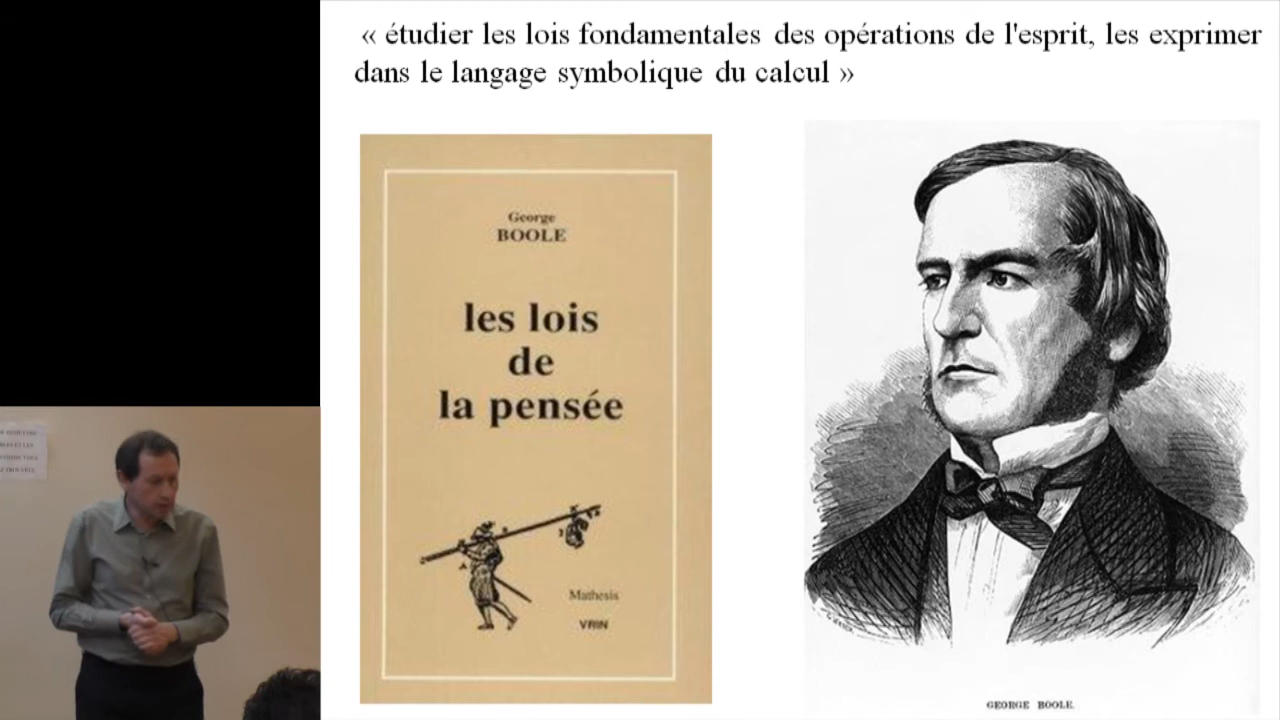 « étudier les lois fondamentales des opérations de l'esprit, les exprimer
dans le langage symbolique du calcul »
George
BOOLE
les lois
de
la pensée
Mathesis
VRIN
GEORGE BOOLE.